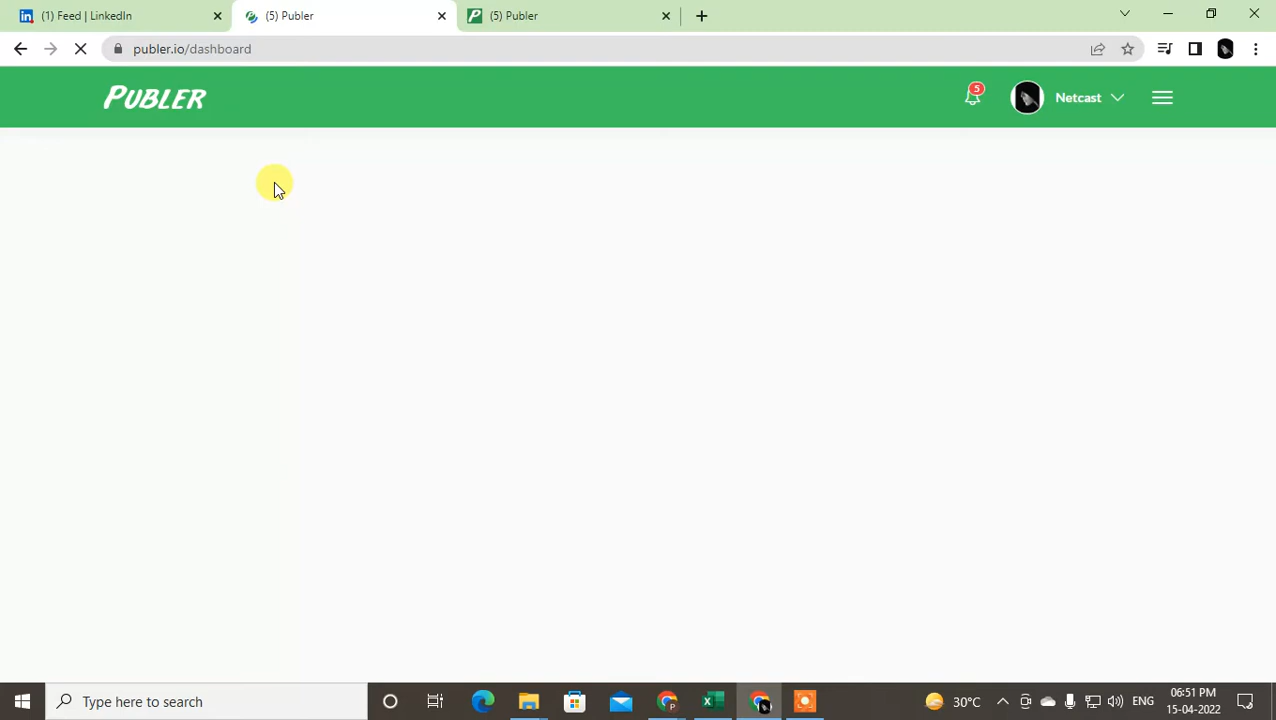 (1) Feed | LinkedIn
(5) Publer
(5) Publer
publer.io/dashboard
PUBLER
5
Netcast
Type here to search
30°C
ENG
06:51 PM
15-04-2022